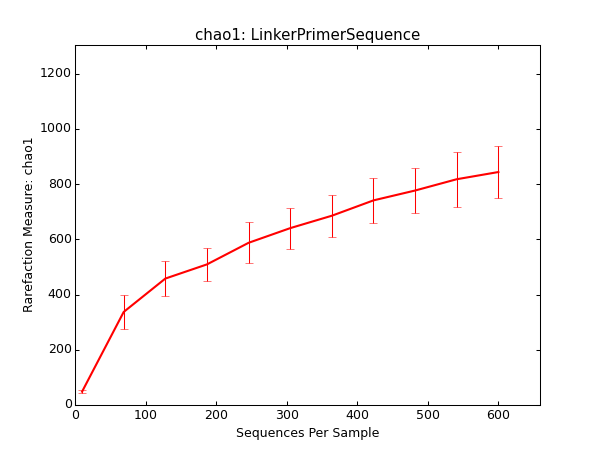 chao1: LinkerPrimerSequence
Rarefaction Measure: chao1
1200
1000
800
600
400
200
0
0 100 200 300 400 500 600
Sequences Per Sample